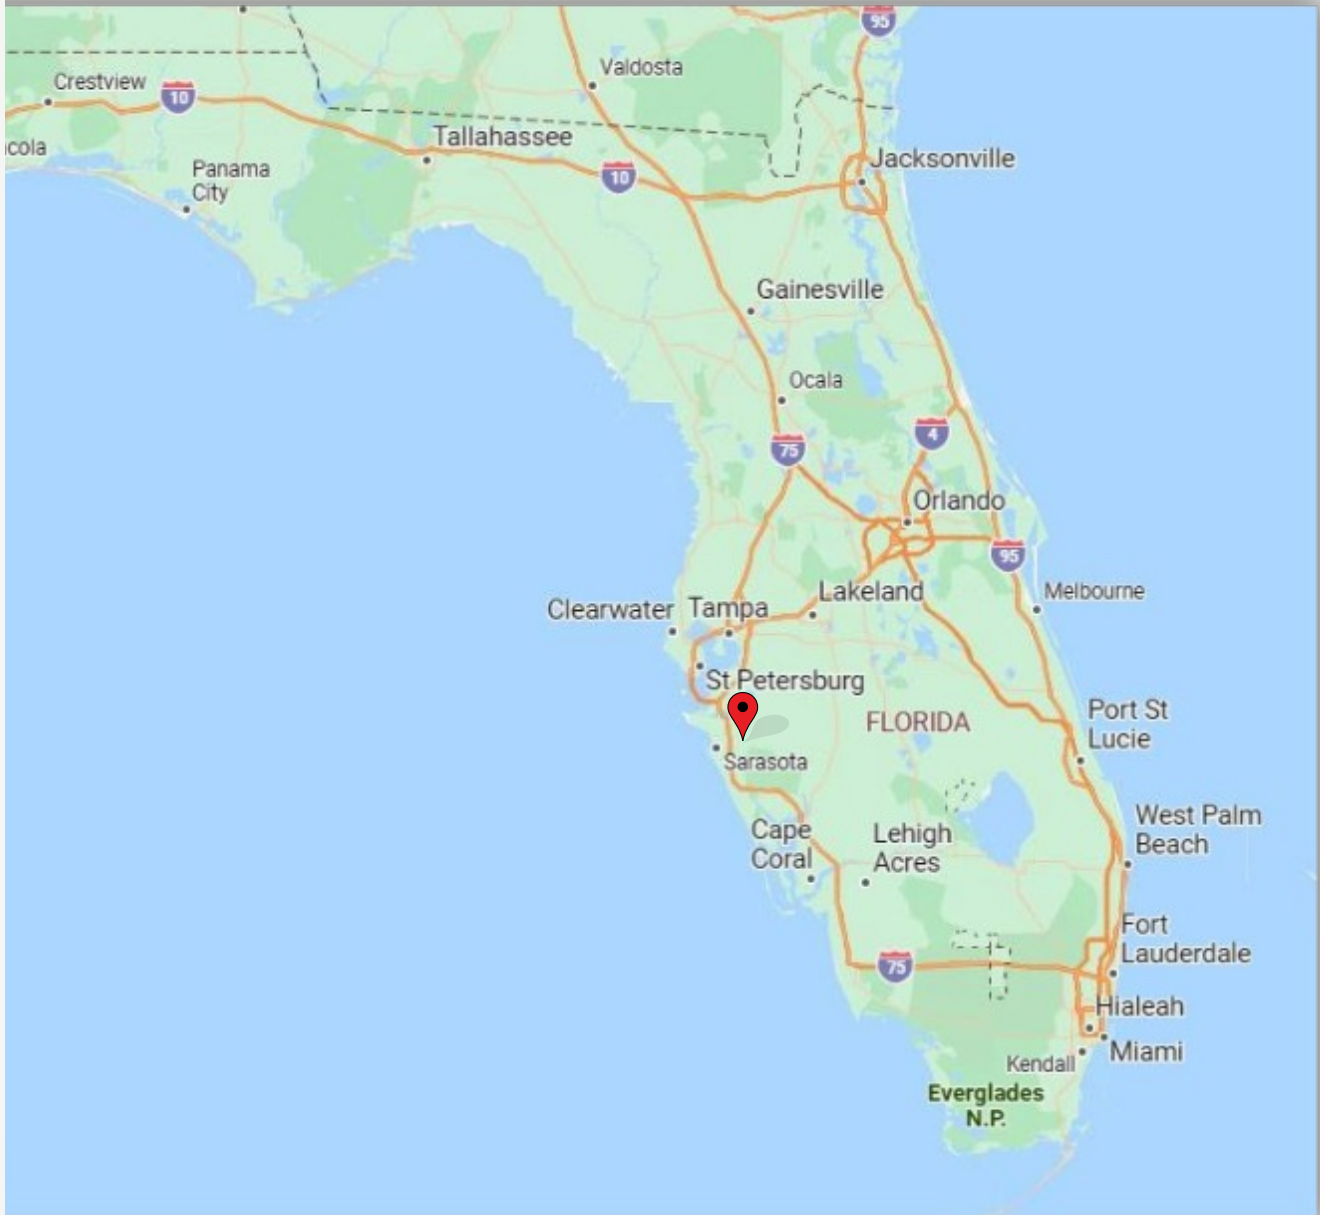 95
Valdosta
Crestview
10
Tallahassee
cola
Jacksonville
Panama
City
10
Gainesville
Ocala
4
75
Orlando
95
Lakeland
Melbourne
Clearwater
Tampa
St Petersburg
FLORIDA
Port St
Lucie
Sarasota
West Palm
Beach
Cape
Coral
Lehigh
Acres
Fort
Lauderdale
75
Hialeah
Miami
Kendall
Everglades
N.P.